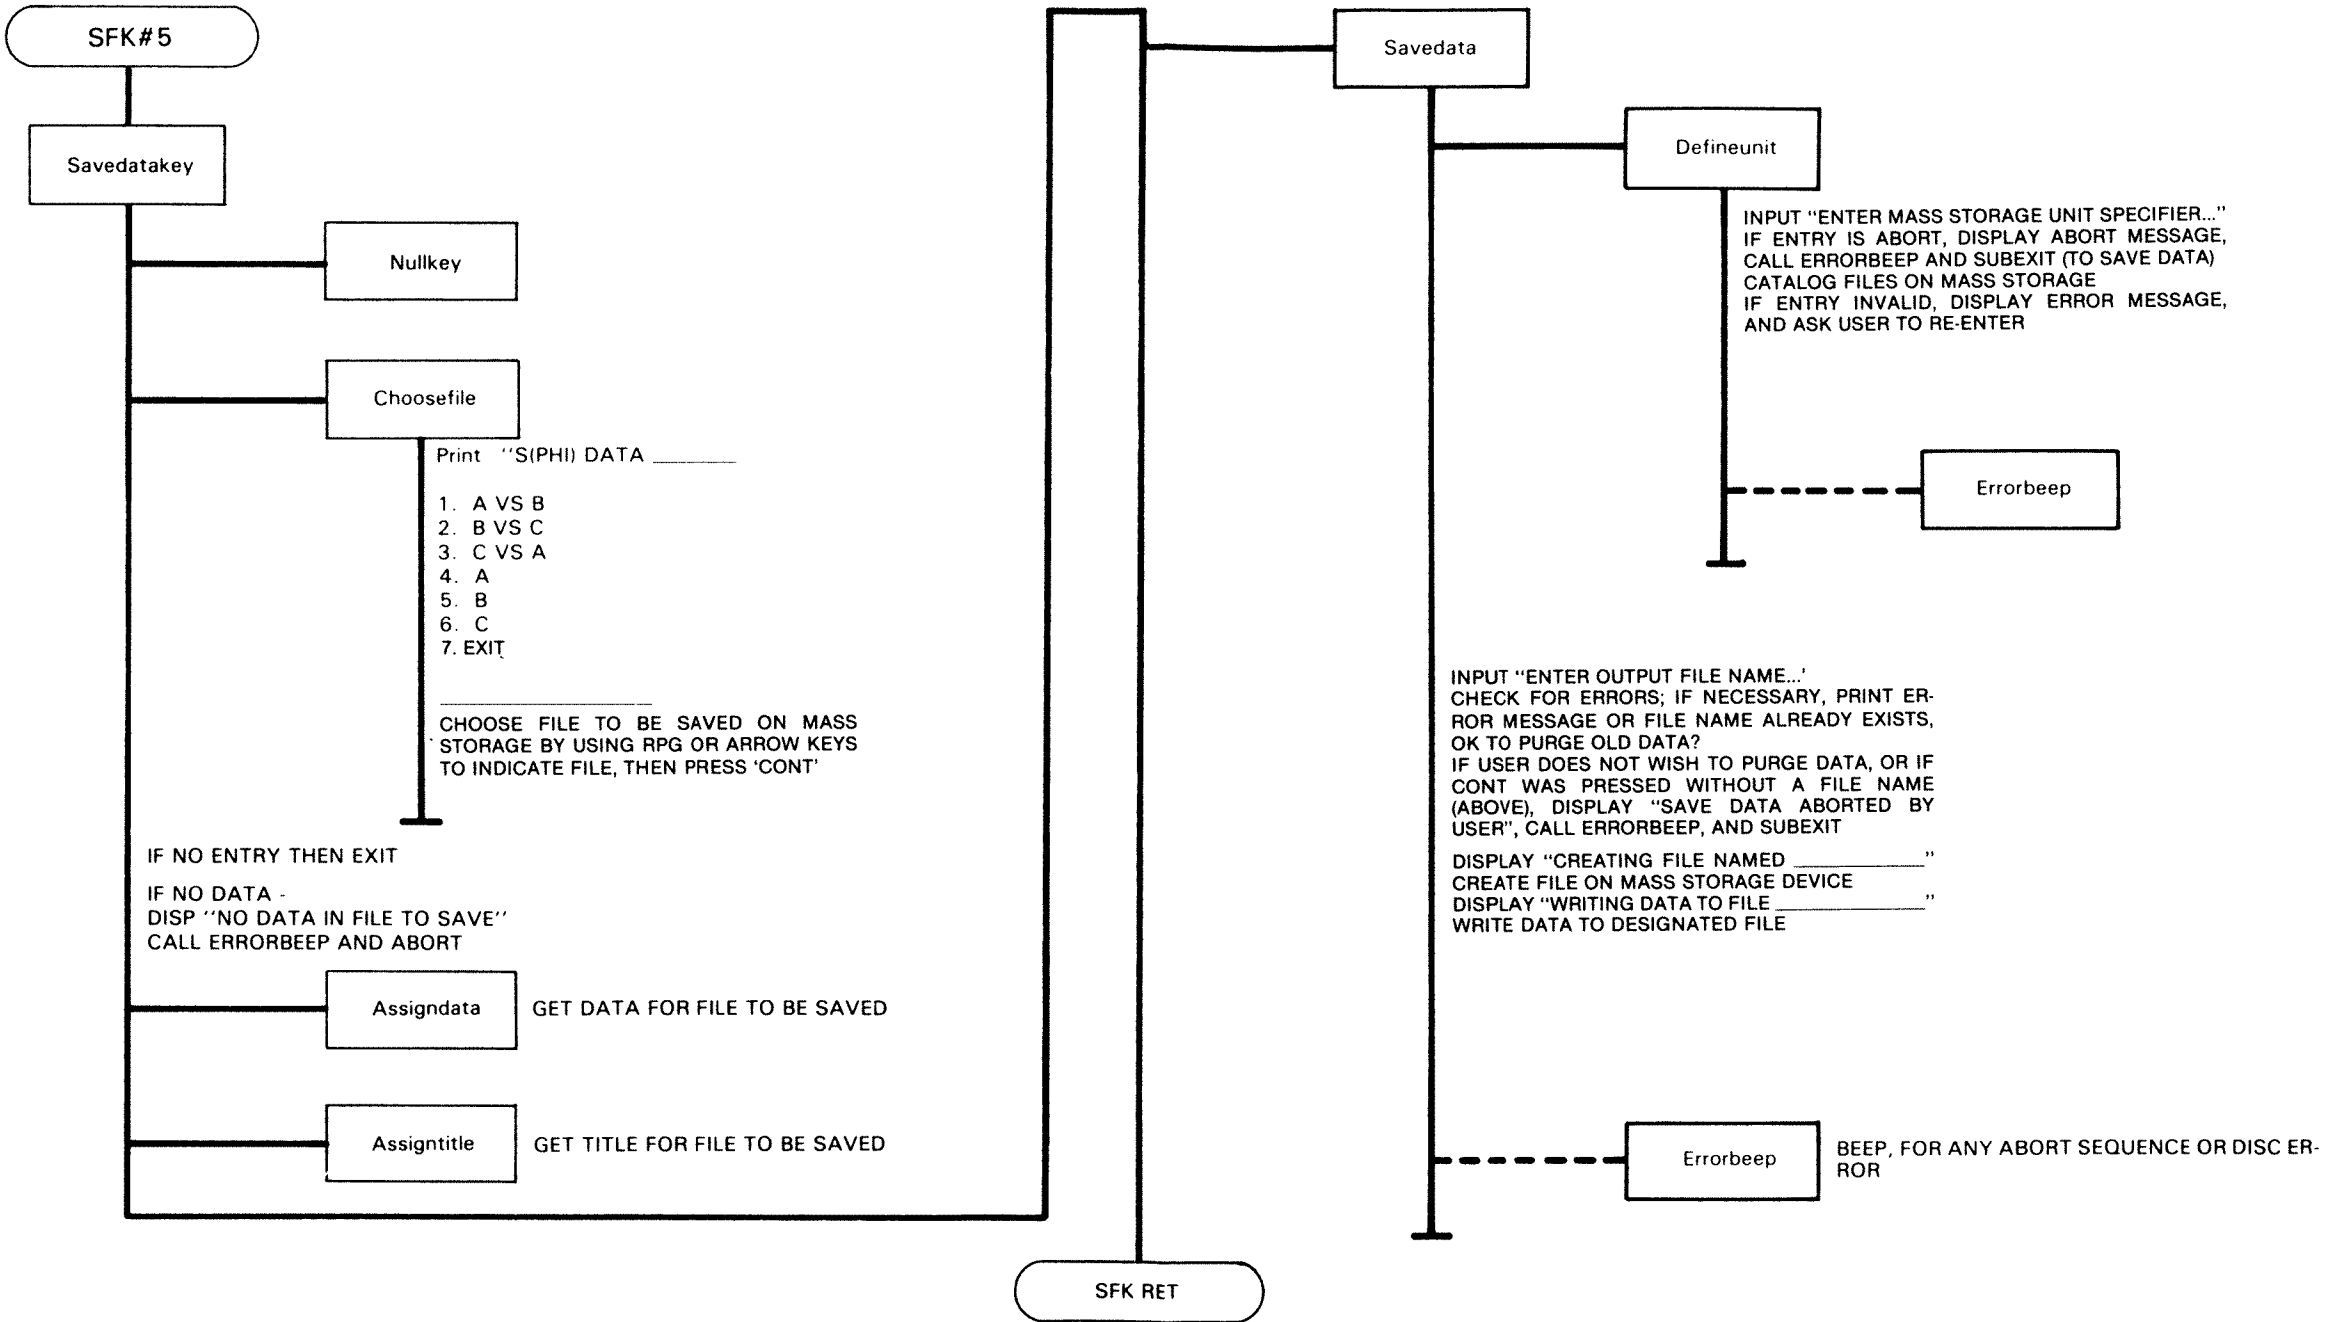 SFK#5
Savedatakey
Nullkey
Choosefile
Print "S(PHI) DATA ________
1. A VS B
2. B VS C
3. C VS A
4. A
5. B
6. C
7. EXIT
____________________
CHOOSE FILE TO BE SAVED ON MASS
STORAGE BY USING RPG OR ARROW KEYS
TO INDICATE FILE, THEN PRESS 'CONT'
IF NO ENTRY THEN EXIT
IF NO DATA -
DISP "NO DATA IN FILE TO SAVE"
CALL ERRORBEEP AND ABORT
Assigndata
GET DATA FOR FILE TO BE SAVED
Assigntitle
GET TITLE FOR FILE TO BE SAVED
Savedata
Defineunit
INPUT "ENTER MASS STORAGE UNIT SPECIFIER..."
IF ENTRY IS ABORT, DISPLAY ABORT MESSAGE,
CALL ERRORBEEP AND SUBEXIT (TO SAVE DATA)
CATALOG FILES ON MASS STORAGE
IF ENTRY INVALID, DISPLAY ERROR MESSAGE,
AND ASK USER TO RE-ENTER
Errorbeep
INPUT "ENTER OUTPUT FILE NAME...'
CHECK FOR ERRORS; IF NECESSARY, PRINT ER-
ROR MESSAGE OR FILE NAME ALREADY EXISTS,
OK TO PURGE OLD DATA?
IF USER DOES NOT WISH TO PURGE DATA, OR IF
CONT WAS PRESSED WITHOUT A FILE NAME
(ABOVE), DISPLAY "SAVE DATA ABORTED BY
USER", CALL ERRORBEEP, AND SUBEXIT
DISPLAY "CREATING FILE NAMED ____________"
CREATE FILE ON MASS STORAGE DEVICE
DISPLAY "WRITING DATA TO FILE ______________"
WRITE DATA TO DESIGNATED FILE
Errorbeep
BEEP, FOR ANY ABORT SEQUENCE OR DISC ER-
ROR
SFK RET